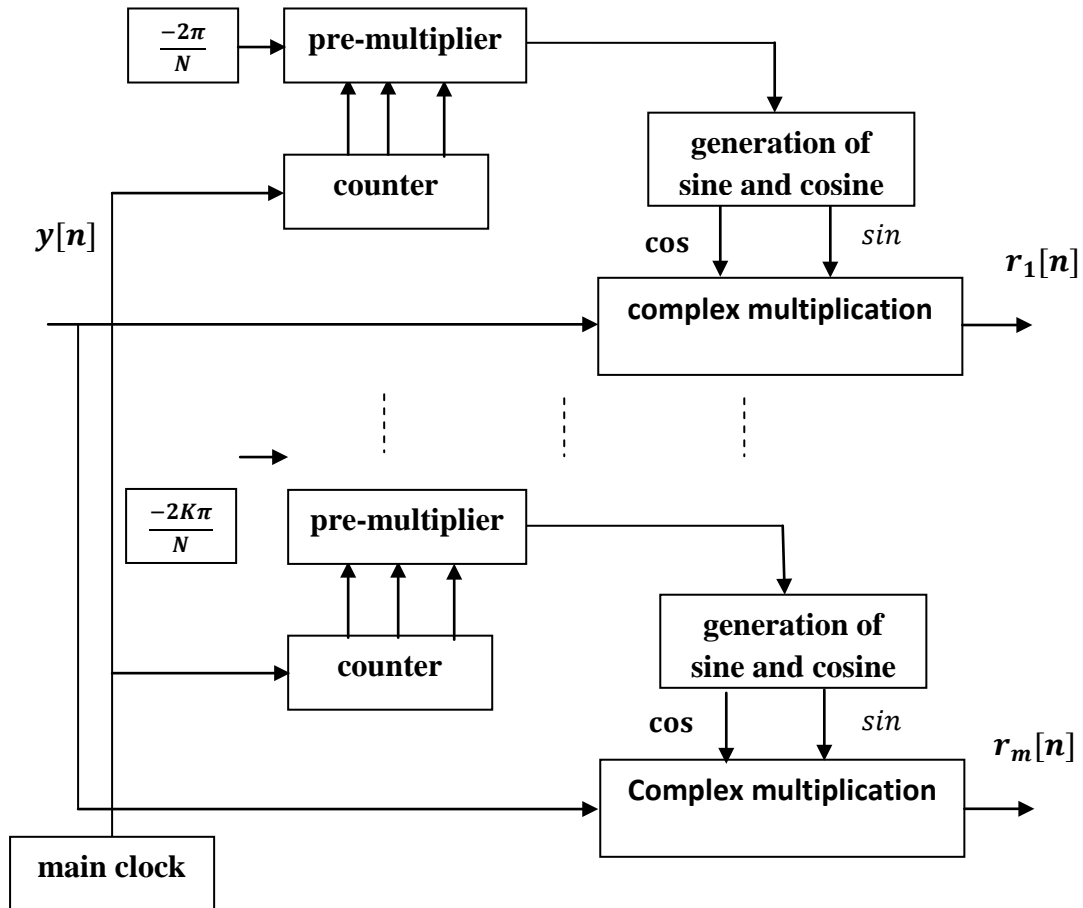 −2π/N
pre-multiplier
generation of
sine and cosine
counter
y[n]
cos
sin
r₁[n]
complex multiplication
−2Kπ/N
pre-multiplier
generation of
sine and cosine
counter
cos
sin
rₘ[n]
Complex multiplication
main clock